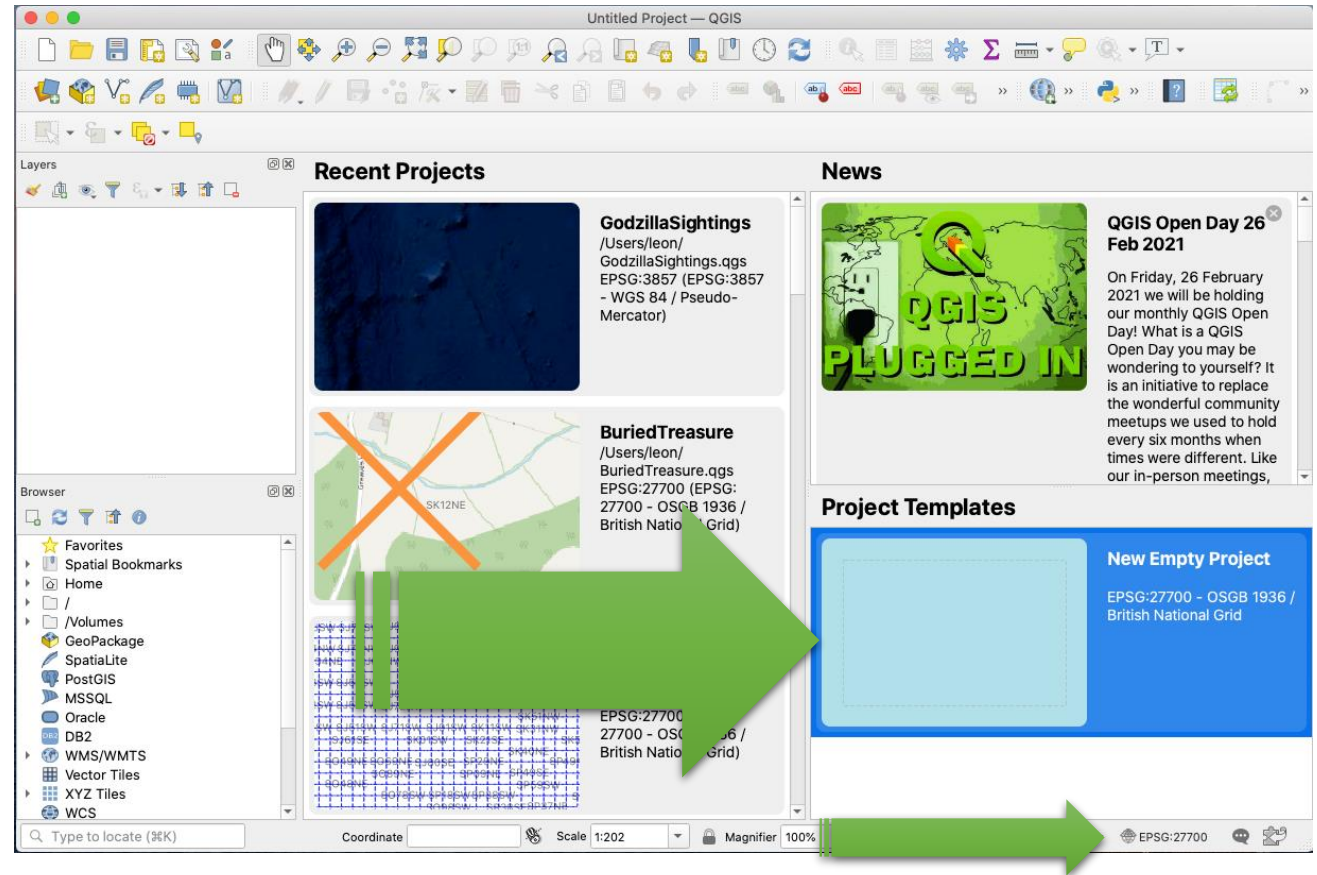 Untitled Project — QGIS
Layers
Recent Projects
GodzillaSightings
/Users/leon/
GodzillaSightings.qgs
EPSG:3857 (EPSG:3857
- WGS 84 / Pseudo-
Mercator)
SK12NE
BuriedTreasure
/Users/leon/
BuriedTreasure.qgs
EPSG:27700 (EPSG:
27700 - OSGB 1936 /
British National Grid)
EPSG:27700
27700 - OSGB 1936 /
British National Grid)
News
QGIS
PLUGGED IN
QGIS Open Day 26
Feb 2021
On Friday, 26 February
2021 we will be holding
our monthly QGIS Open
Day! What is a QGIS
Open Day you may be
wondering to yourself? It
is an initiative to replace
the wonderful community
meetups we used to hold
every six months when
times were different. Like
our in-person meetings,
Project Templates
New Empty Project
EPSG:27700 - OSGB 1936 /
British National Grid
Browser
Favorites
Spatial Bookmarks
Home
/
/Volumes
GeoPackage
SpatiaLite
PostGIS
MSSQL
Oracle
DB2
WMS/WMTS
Vector Tiles
XYZ Tiles
WCS
Type to locate (⌘K)
Coordinate
Scale 1:202
Magnifier 100%
EPSG:27700